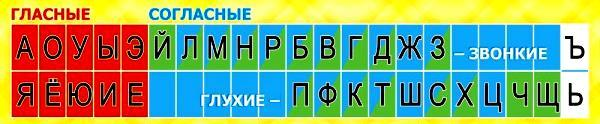 ГЛАСНЫЕ СОГЛАСНЫЕ
А О У Ы Э Й Л М Н Р Б В Г Д Ж З – ЗВОНКИЕ Ъ
Я Ё Ю И Е ГЛУХИЕ – П Ф К Т Ш С Х Ц Ч Щ Ь